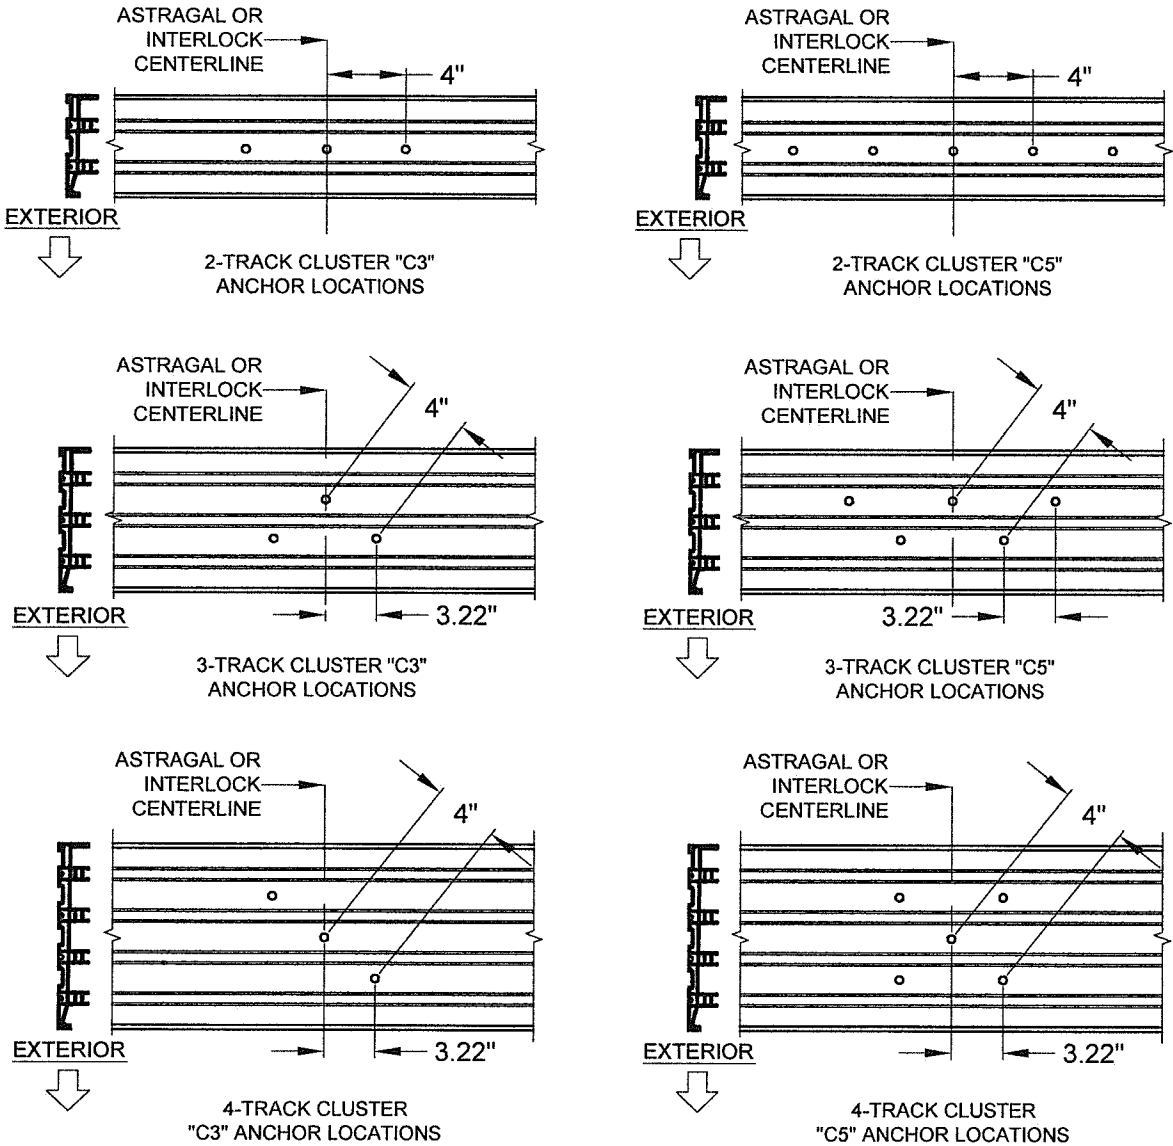 ASTRAGAL OR
INTERLOCK
CENTERLINE
4"
EXTERIOR
2-TRACK CLUSTER "C3"
ANCHOR LOCATIONS
ASTRAGAL OR
INTERLOCK
CENTERLINE
4"
EXTERIOR
2-TRACK CLUSTER "C5"
ANCHOR LOCATIONS
ASTRAGAL OR
INTERLOCK
CENTERLINE
4"
EXTERIOR
3.22"
3-TRACK CLUSTER "C3"
ANCHOR LOCATIONS
ASTRAGAL OR
INTERLOCK
CENTERLINE
4"
EXTERIOR
3.22"
3-TRACK CLUSTER "C5"
ANCHOR LOCATIONS
ASTRAGAL OR
INTERLOCK
CENTERLINE
4"
EXTERIOR
3.22"
4-TRACK CLUSTER
"C3" ANCHOR LOCATIONS
ASTRAGAL OR
INTERLOCK
CENTERLINE
4"
EXTERIOR
3.22"
4-TRACK CLUSTER
"C5" ANCHOR LOCATIONS